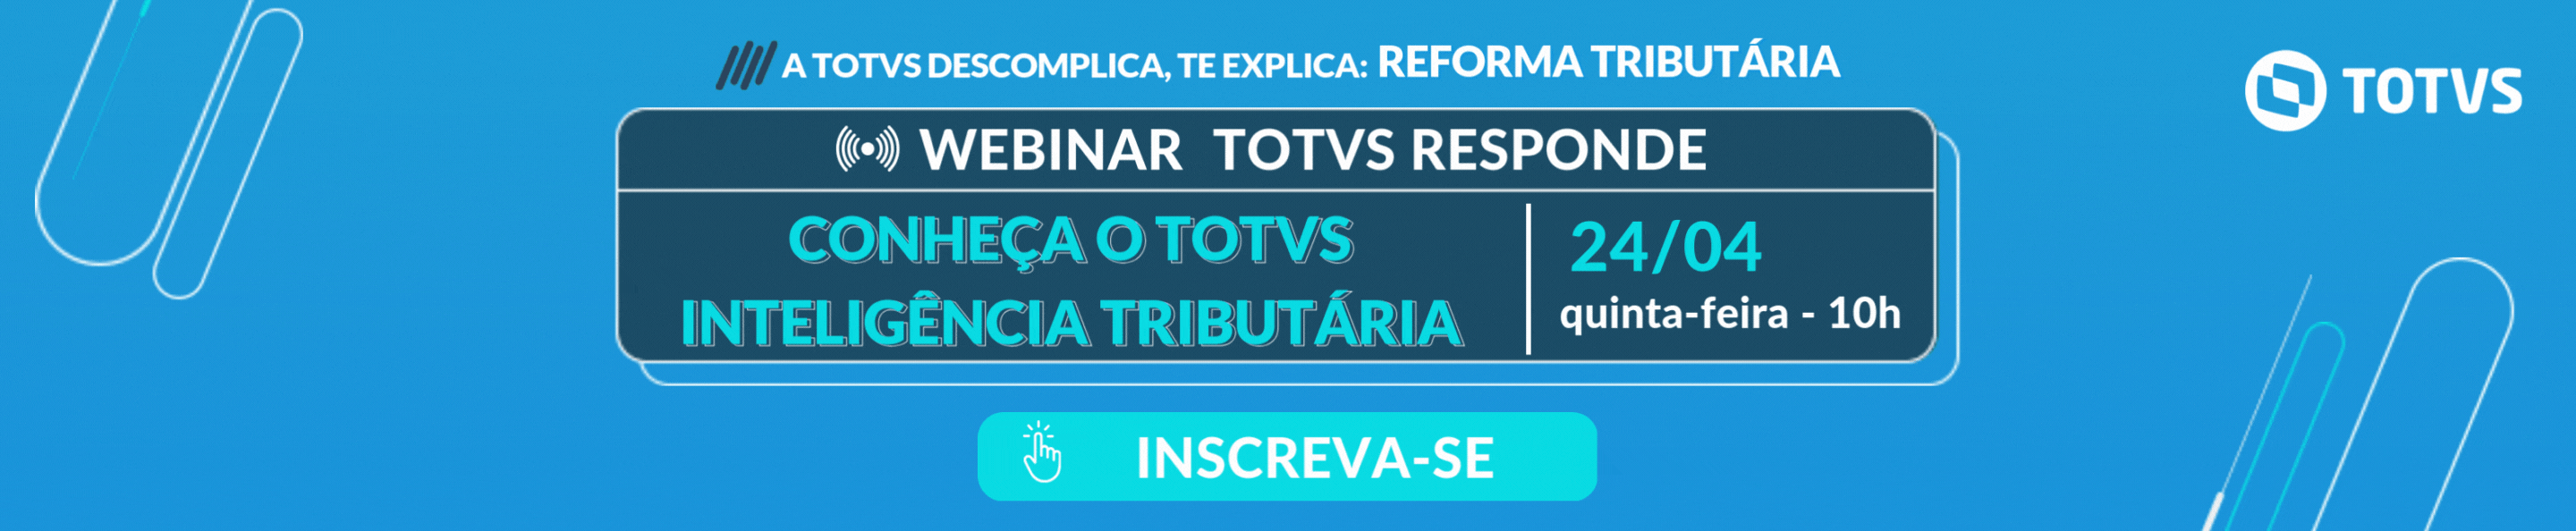 A TOTVS DESCOMPLICA, TE EXPLICA: REFORMA TRIBUTÁRIA
TOTVS
WEBINAR TOTVS RESPONDE
CONHEÇA O TOTVS
INTELIGÊNCIA TRIBUTÁRIA
24/04
quinta-feira - 10h
INSCREVA-SE